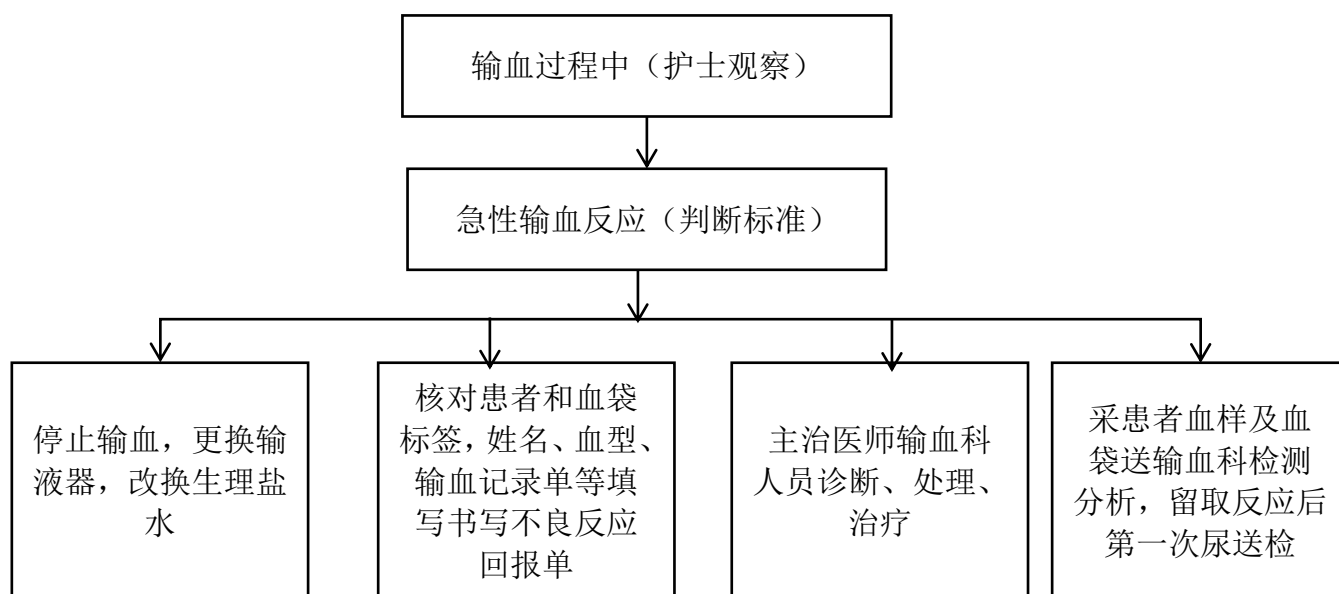 输血过程中（护士观察）
急性输血反应（判断标准）
停止输血，更换输
液器，改换生理盐
水
核对患者和血袋
标签，姓名、血型、
输血记录单等填
写书写不良反应
回报单
主治医师输血科
人员诊断、处理、
治疗
采患者血样及血
袋送输血科检测
分析，留取反应后
第一次尿送检